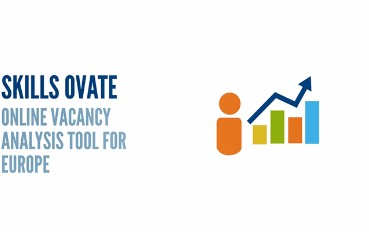 SKILLS OVATE
ONLINE VACANCY
ANALYSIS TOOL FOR
EUROPE